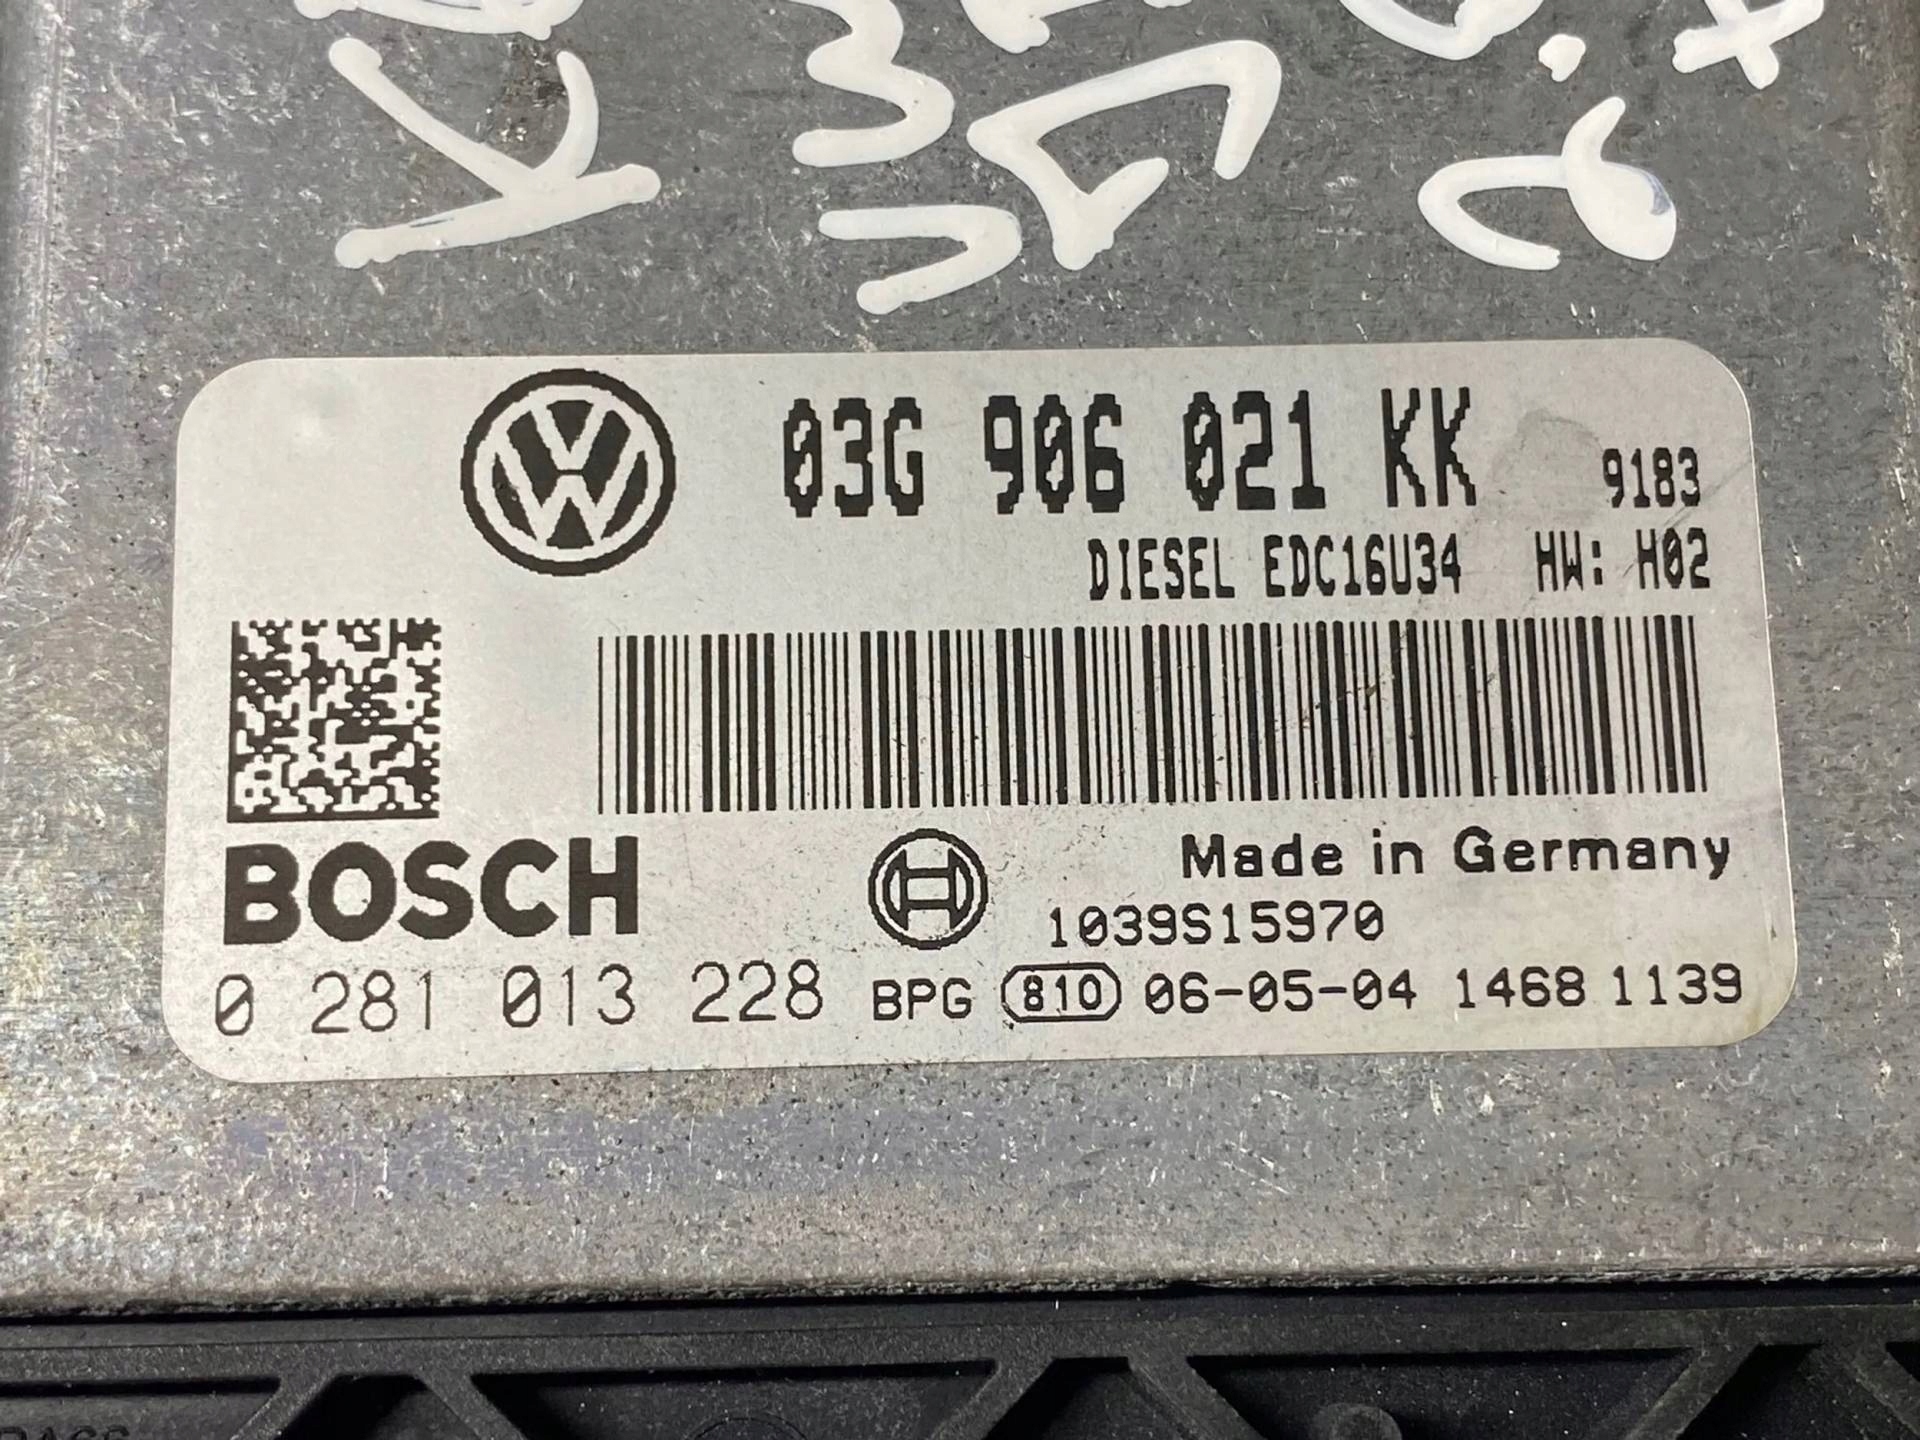 03G 906 021 KK 9183
DIESEL EDC16U34 HW: H02
BOSCH
Made in Germany
1039S15970
0 281 013 228 BPG 810 06-05-04 1468 1139